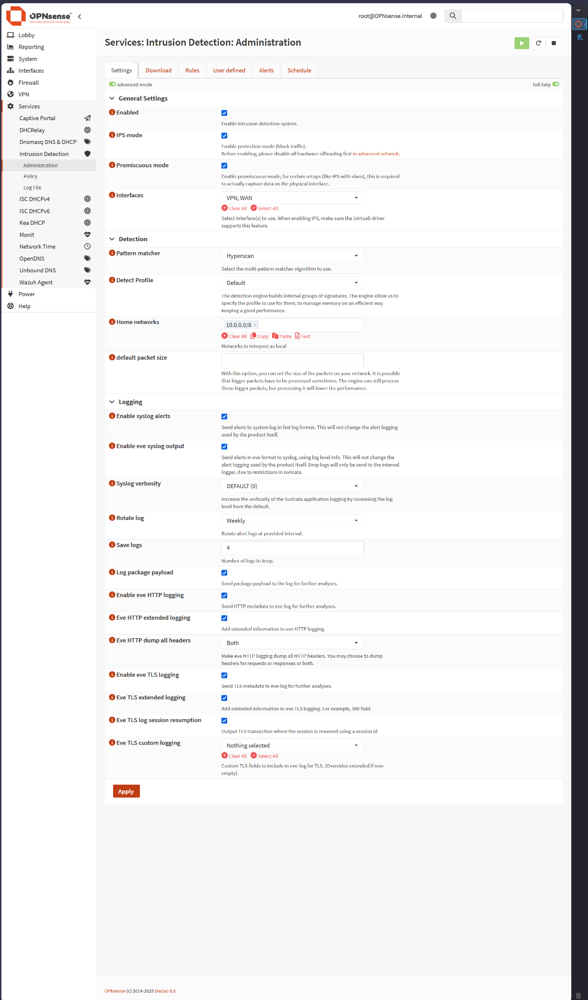 OPNsense
Securing networks made easy
root@OPNsense.internal
Lobby
Reporting
System
Interfaces
Firewall
VPN
Services
Captive Portal
DHCRelay
Dnsmasq DNS & DHCP
Intrusion Detection
Administration
Policy
Log File
ISC DHCPv4
ISC DHCPv6
Kea DHCP
Monit
Network Time
OpenDNS
Unbound DNS
Wazuh Agent
Power
Help
Services: Intrusion Detection: Administration
Settings Download Rules User defined Alerts Schedule
advanced mode full help
General Settings
Enabled
Enable intrusion detection system.
IPS mode
Enable protection mode (block traffic).
Before enabling, please disable all hardware offloading first in advanced network.
Promiscuous mode
Enable promiscuous mode, for certain setups (like IPS with vlans), this is required
to actually capture data on the physical interface.
Interfaces VPN, WAN
Clear All Select All
Select interface(s) to use. When enabling IPS, make sure the (virtual) driver
supports this feature.
Detection
Pattern matcher Hyperscan
Select the multi-pattern matcher algorithm to use.
Detect Profile Default
The detection engine builds internal groups of signatures. The engine allow us to
specify the profile to use for them, to manage memory on an efficient way
keeping a good performance.
Home networks 10.0.0.0/8 ×
Clear All Copy Paste Text
Networks to interpret as local
default packet size
With this option, you can set the size of the packets on your network. It is possible
that bigger packets have to be processed sometimes. The engine can still process
these bigger packets, but processing it will lower the performance.
Logging
Enable syslog alerts
Send alerts to system log in fast log format. This will not change the alert logging
used by the product itself.
Enable eve syslog output
Send alerts in eve format to syslog, using log level info. This will not change the
alert logging used by the product itself. Drop logs will only be send to the internal
logger, due to restrictions in suricata.
Syslog verbosity DEFAULT (0)
Increase the verbosity of the Suricata application logging by increasing the log
level from the default.
Rotate log Weekly
Rotate alert logs at provided interval.
Save logs 4
Number of logs to keep.
Log package payload
Send package payload to the log for further analyses.
Enable eve HTTP logging
Send HTTP metadata to eve-log for further analyses.
Eve HTTP extended logging
Add extended information to eve HTTP logging.
Eve HTTP dump all headers Both
Make eve HTTP logging dump all HTTP headers. You may choose to dump
headers for requests or responses or both.
Enable eve TLS logging
Send TLS metadata to eve-log for further analyses.
Eve TLS extended logging
Add extended information to eve TLS logging. For example, SNI field.
Eve TLS log session resumption
Output TLS transaction where the session is resumed using a session id
Eve TLS custom logging Nothing selected
Clear All Select All
Custom TLS fields to include in eve-log for TLS. (Overrides extended if non-
empty).
Apply
OPNsense (c) 2014-2025 Deciso B.V.